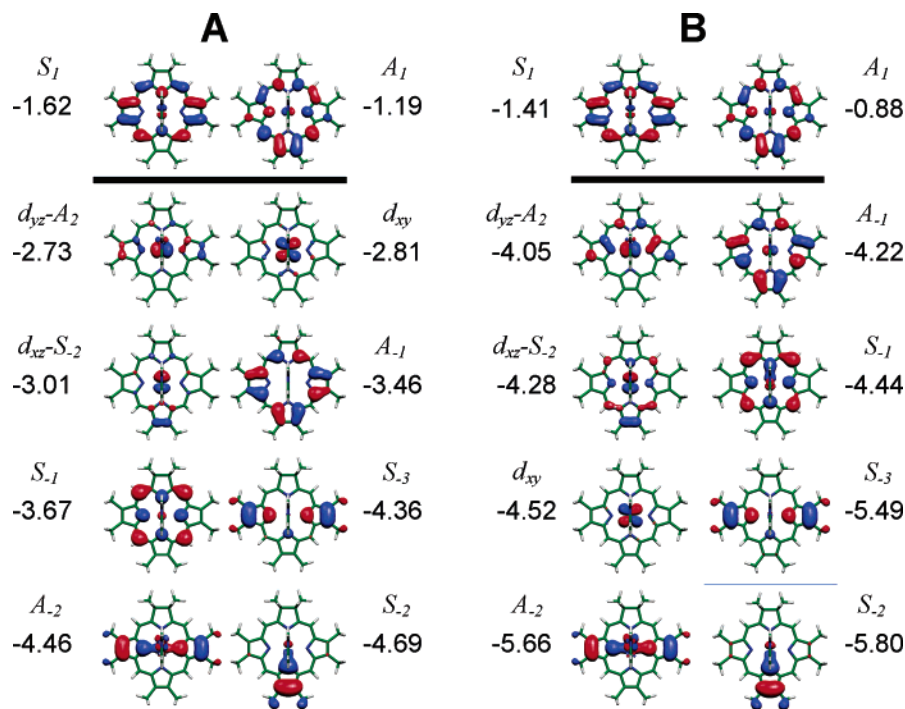 A B
S1 A1 S1 A1
-1.62 -1.19 -1.41 -0.88
dyz-A2 dxy dyz-A2 A-1
-2.73 -2.81 -4.05 -4.22
dxz-S-2 A-1 dxz-S-2 S-1
-3.01 -3.46 -4.28 -4.44
S-1 S-3 dxy S-3
-3.67 -4.36 -4.52 -5.49
A-2 S-2 A-2 S-2
-4.46 -4.69 -5.66 -5.80